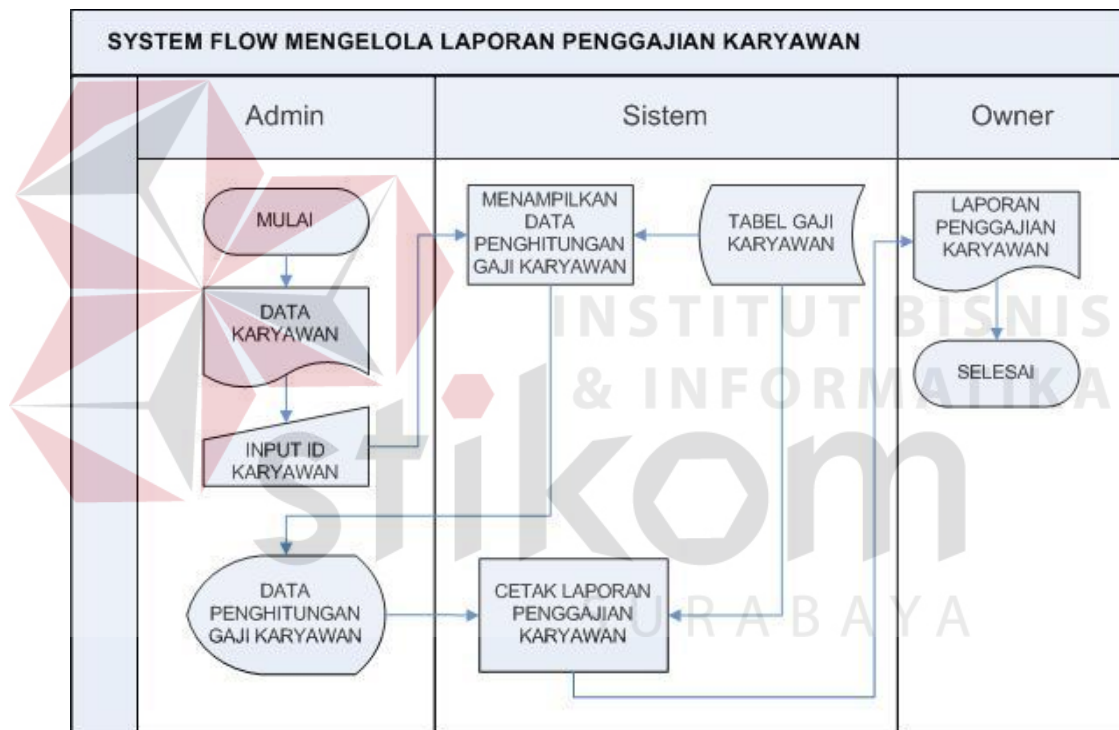 SYSTEM FLOW MENGELOLA LAPORAN PENGGAJIAN KARYAWAN
Admin
Sistem
Owner
MULAI
DATA
KARYAWAN
INPUT ID
KARYAWAN
DATA
PENGHITUNGAN
GAJI KARYAWAN
MENAMPILKAN
DATA
PENGHITUNGAN
GAJI KARYAWAN
TABEL GAJI
KARYAWAN
CETAK LAPORAN
PENGGAJIAN
KARYAWAN
LAPORAN
PENGGAJIAN
KARYAWAN
SELESAI
INSTITUT BISNIS
& INFORMATIKA
stikom
SURABAYA